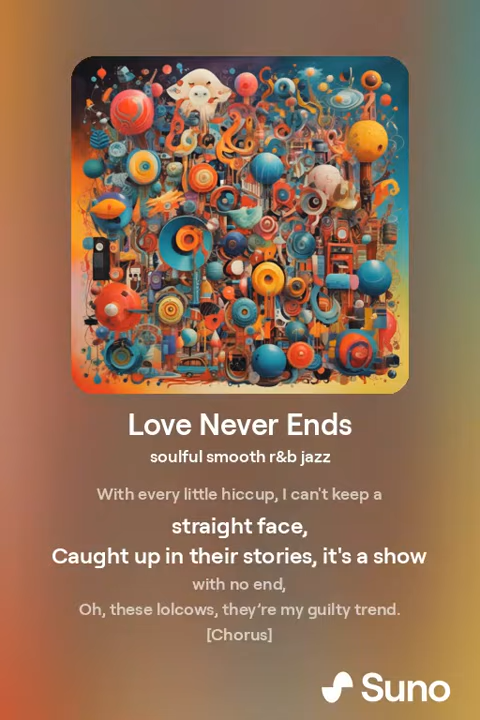 Love Never Ends
soulful smooth r&b jazz
With every little hiccup, I can't keep a
straight face,
Caught up in their stories, it's a show
with no end,
Oh, these lolcows, they’re my guilty trend.
[Chorus]
Suno